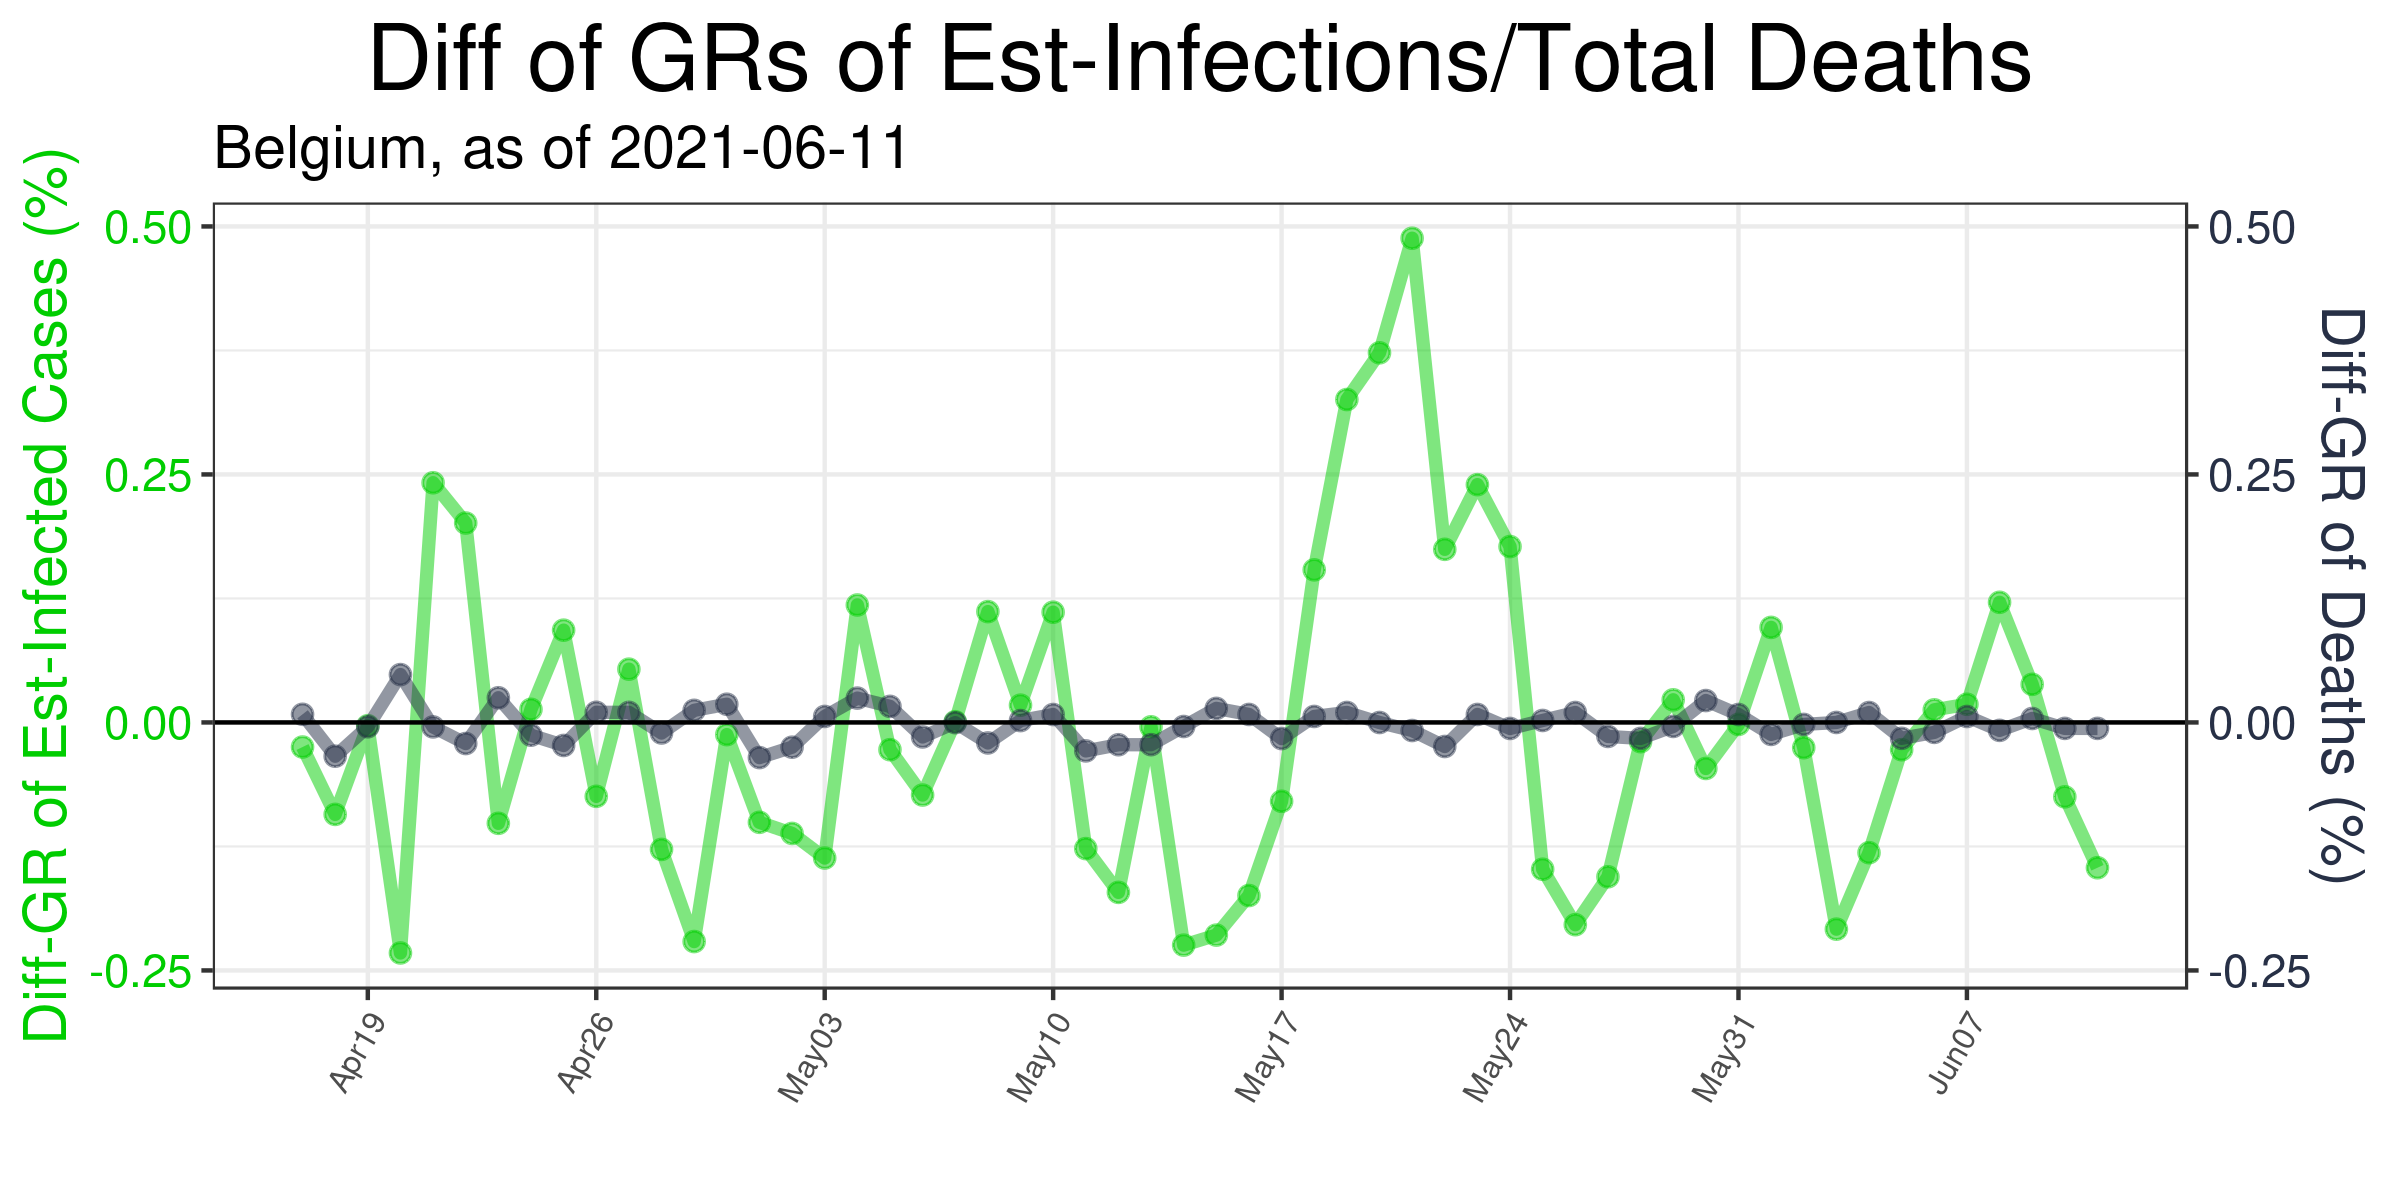 Diff of GRs of Est-Infections/Total Deaths
Belgium, as of 2021-06-11
Diff-GR of Est-Infected Cases (%)
0.50
0.25
0.00
-0.25
0.50
0.25
0.00
-0.25
Diff-GR of Deaths (%)
Apr19
Apr26
May03
May10
May17
May24
May31
Jun07